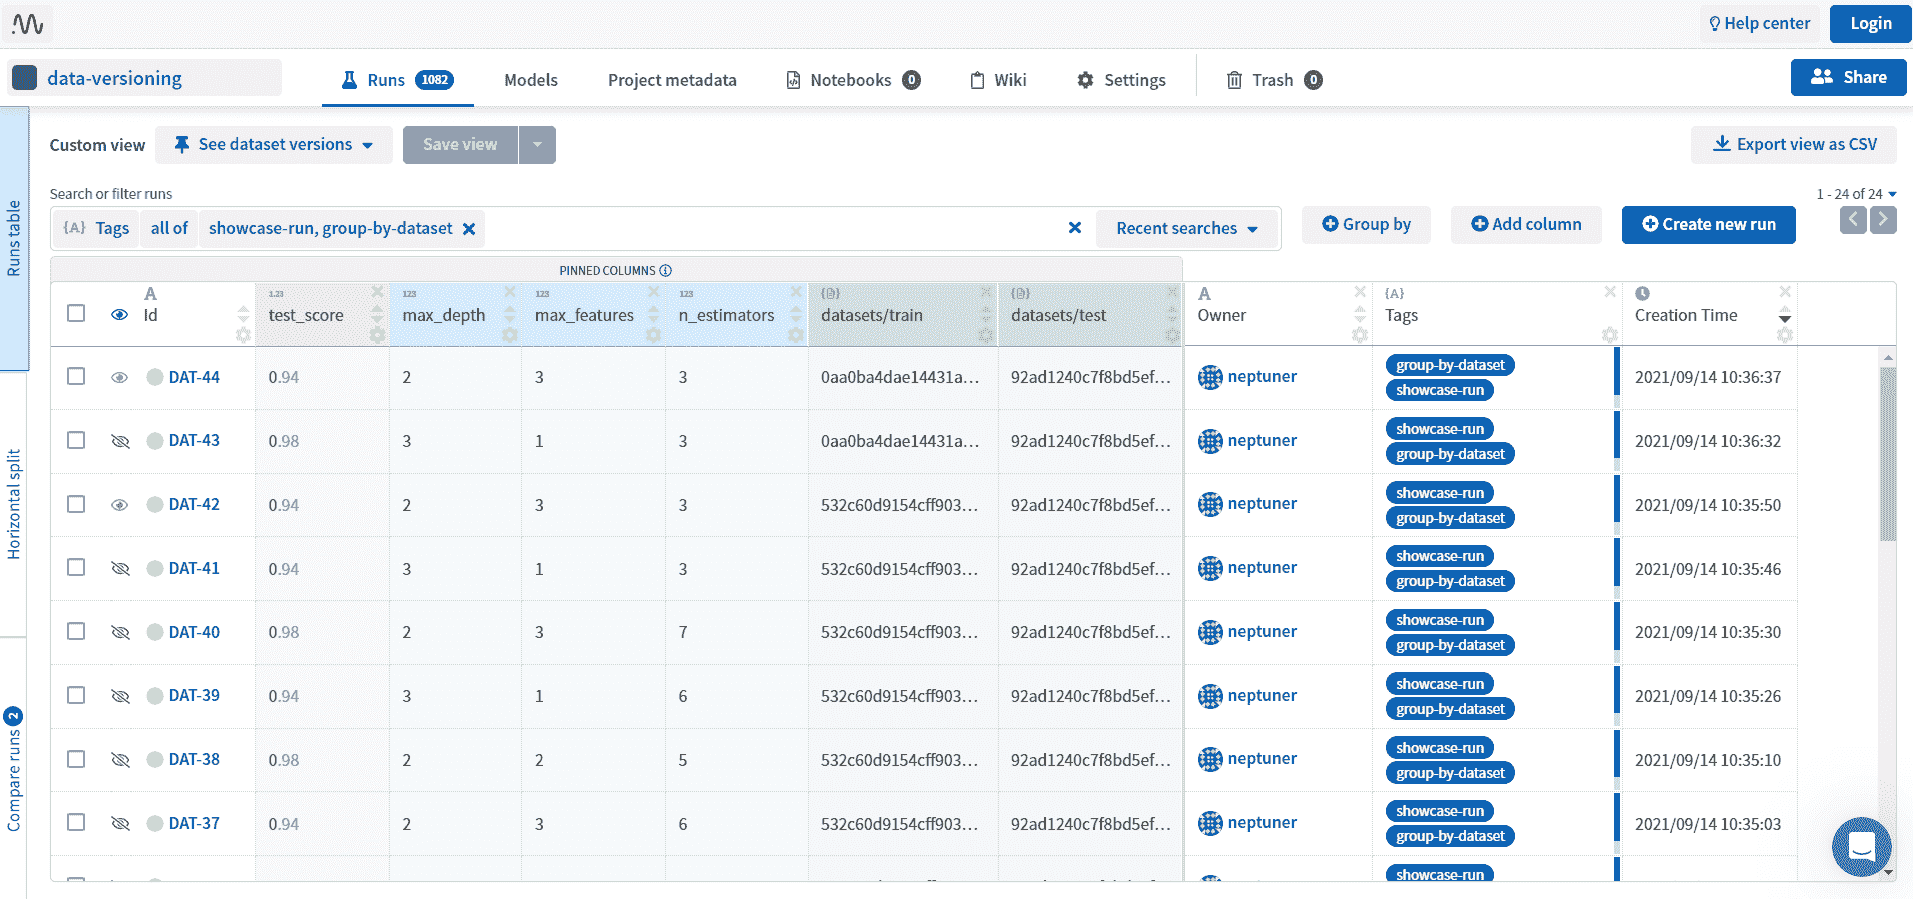 Help center
Login
data-versioning
Runs 1082
Models
Project metadata
Notebooks 0
Wiki
Settings
Trash 0
Share
Custom view
See dataset versions
Save view
Export view as CSV
Search or filter runs
1 - 24 of 24
{A} Tags all of showcase-run, group-by-dataset
Recent searches
Group by
Add column
Create new run
Runs table
Horizontal split
Compare runs 2
PINNED COLUMNS
A Id
1.23 test_score
123 max_depth
123 max_features
123 n_estimators
datasets/train
datasets/test
A Owner
{A} Tags
Creation Time
DAT-44 0.94 2 3 3 0aa0ba4dae14431a... 92ad1240c7f8bd5ef... neptuner group-by-dataset showcase-run 2021/09/14 10:36:37
DAT-43 0.98 3 1 3 0aa0ba4dae14431a... 92ad1240c7f8bd5ef... neptuner showcase-run group-by-dataset 2021/09/14 10:36:32
DAT-42 0.94 2 3 3 532c60d9154cff903... 92ad1240c7f8bd5ef... neptuner showcase-run group-by-dataset 2021/09/14 10:35:50
DAT-41 0.94 3 1 3 532c60d9154cff903... 92ad1240c7f8bd5ef... neptuner showcase-run group-by-dataset 2021/09/14 10:35:46
DAT-40 0.98 2 3 7 532c60d9154cff903... 92ad1240c7f8bd5ef... neptuner showcase-run group-by-dataset 2021/09/14 10:35:30
DAT-39 0.94 3 1 6 532c60d9154cff903... 92ad1240c7f8bd5ef... neptuner showcase-run group-by-dataset 2021/09/14 10:35:26
DAT-38 0.98 2 2 5 532c60d9154cff903... 92ad1240c7f8bd5ef... neptuner showcase-run group-by-dataset 2021/09/14 10:35:10
DAT-37 0.94 2 3 6 532c60d9154cff903... 92ad1240c7f8bd5ef... neptuner showcase-run group-by-dataset 2021/09/14 10:35:03
showcase-run